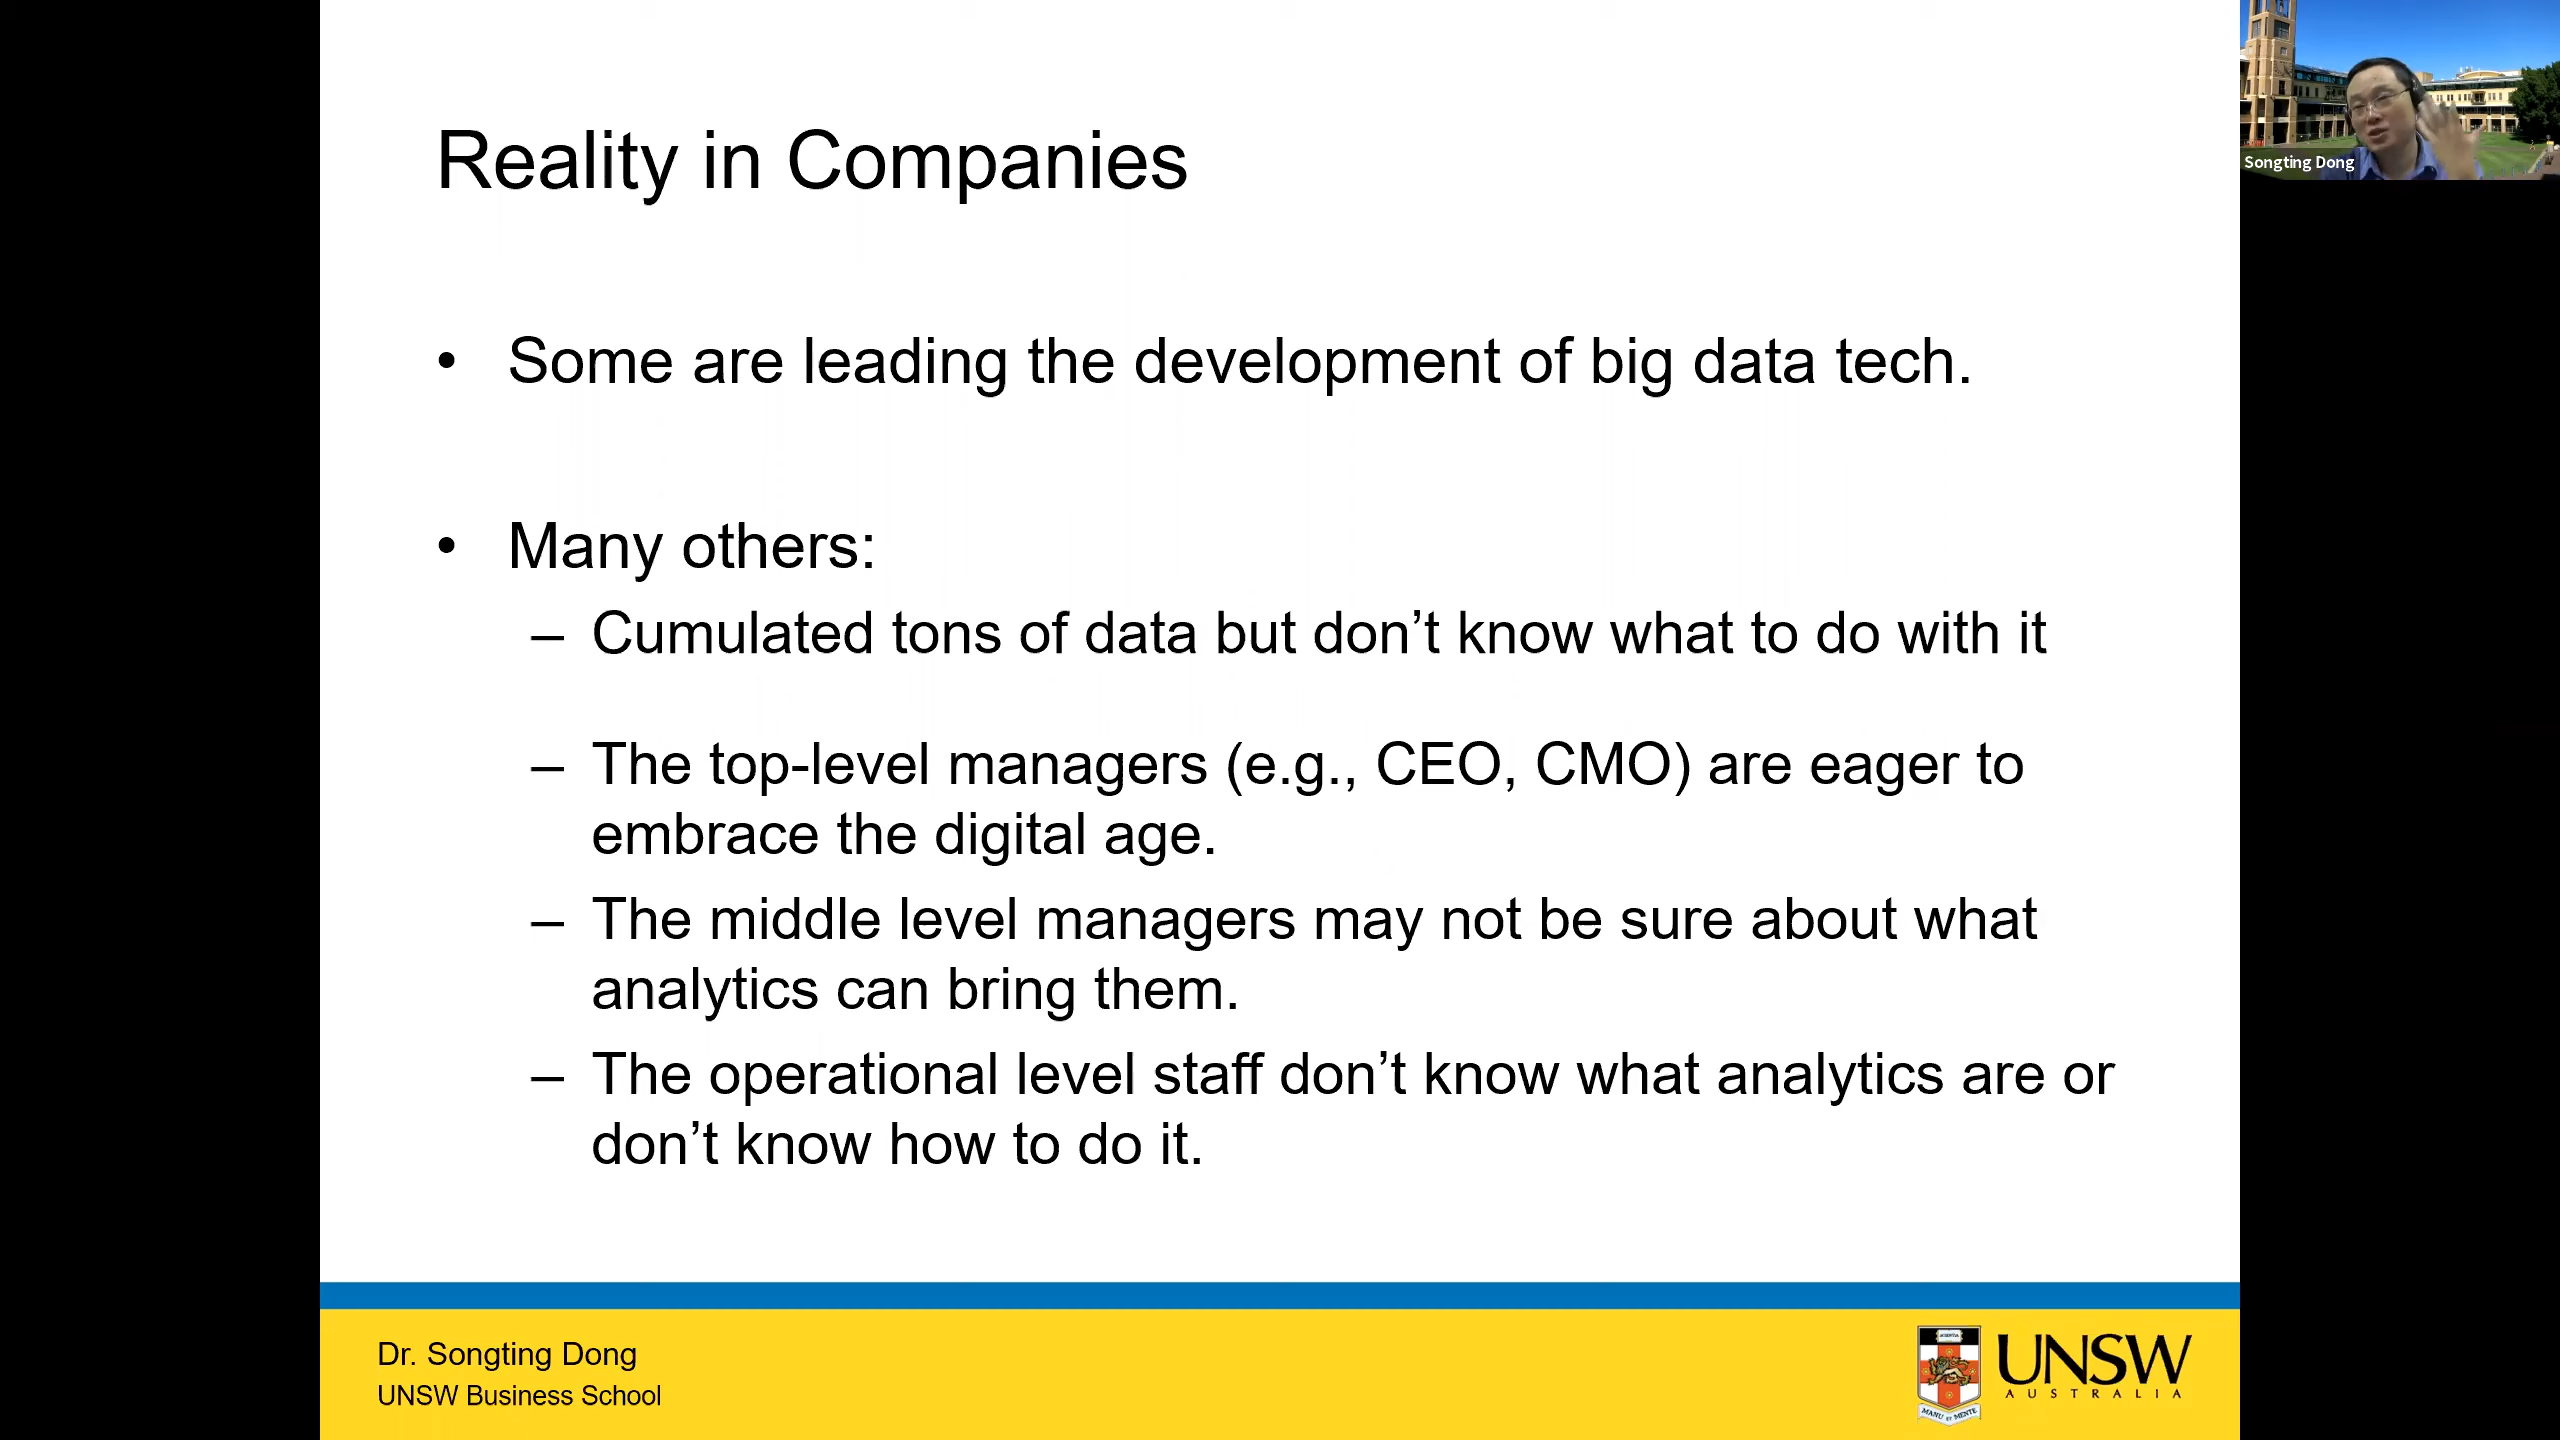 Reality in Companies
• Some are leading the development of big data tech.
• Many others:
– Cumulated tons of data but don’t know what to do with it
– The top-level managers (e.g., CEO, CMO) are eager to
embrace the digital age.
– The middle level managers may not be sure about what
analytics can bring them.
– The operational level staff don’t know what analytics are or
don’t know how to do it.
Dr. Songting Dong
UNSW Business School
SCIENTIA
MANU ET MENTE
UNSW
AUSTRALIA
Songting Dong